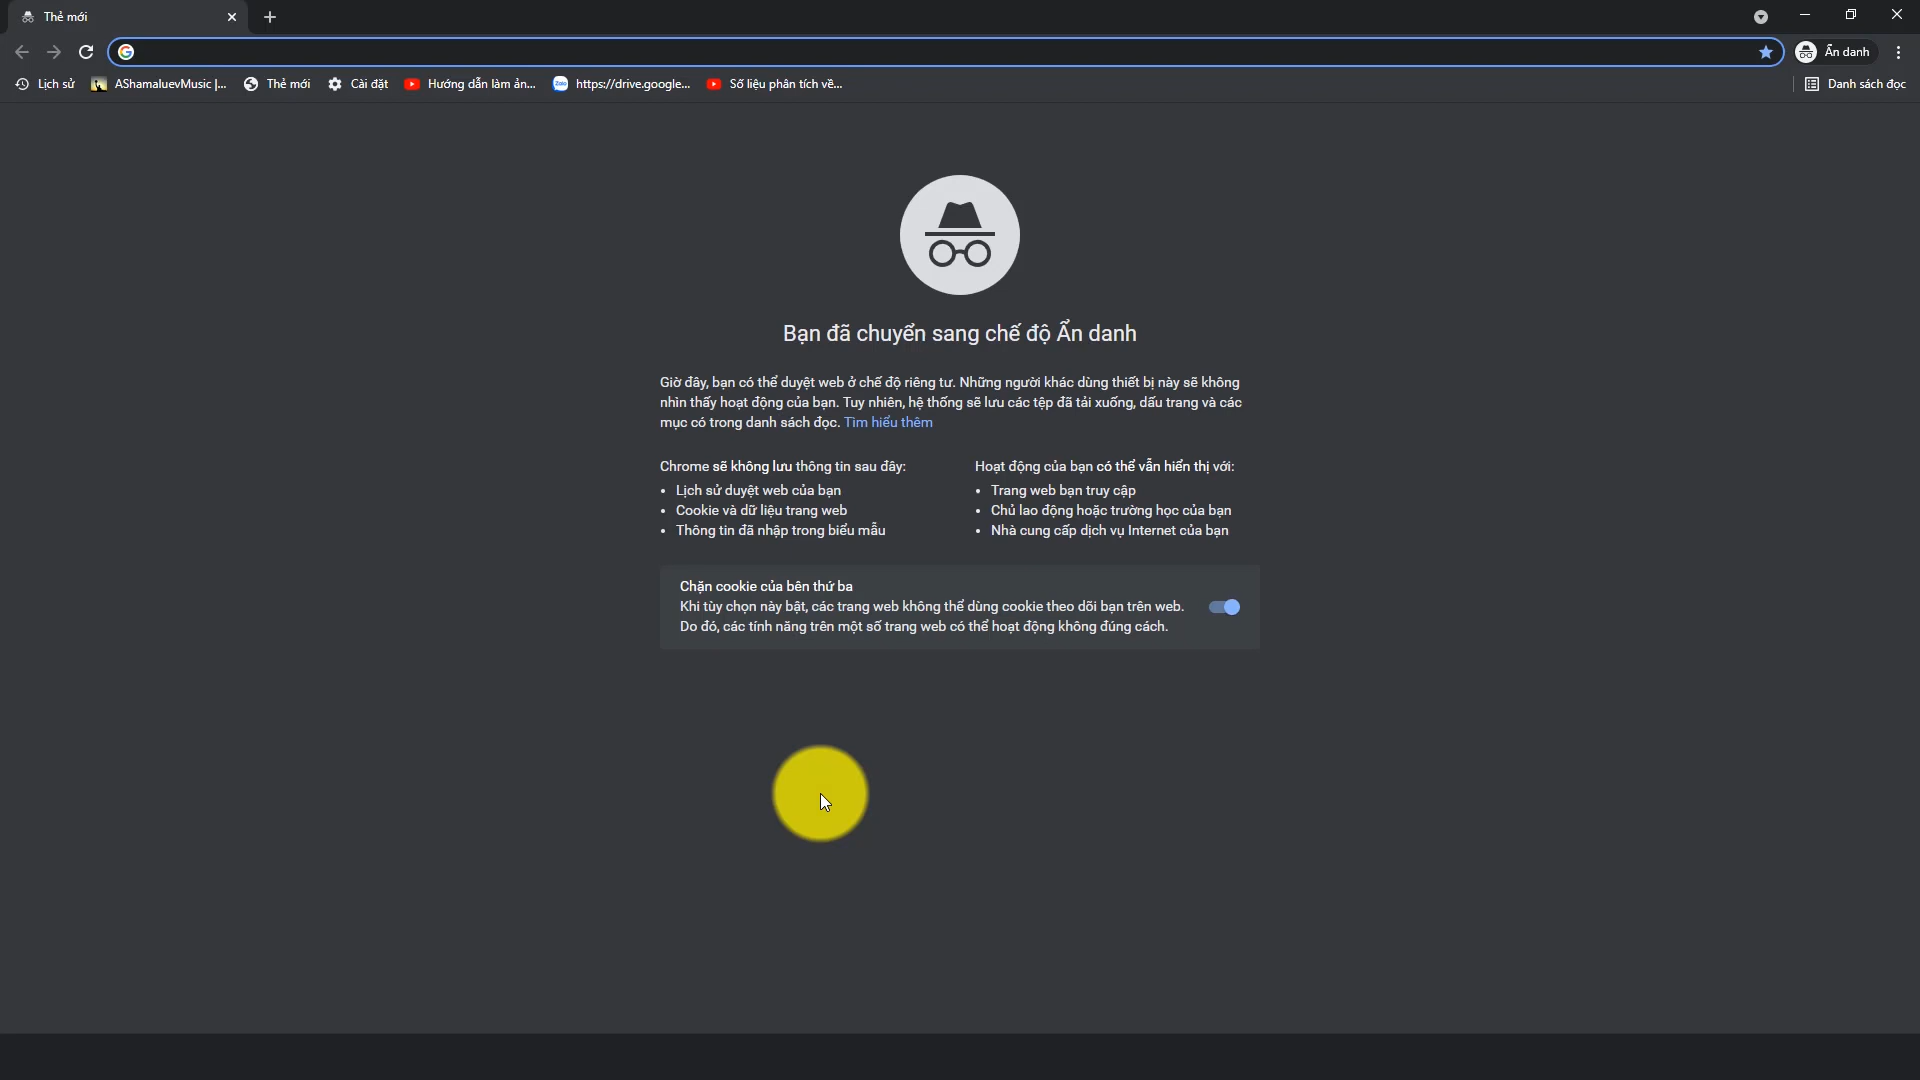 Thẻ mới
Ẩn danh
Lịch sử
AShamaluevMusic |...
Thẻ mới
Cài đặt
Hướng dẫn làm ản...
Zalo
https://drive.google...
Số liệu phân tích về...
Danh sách đọc
Bạn đã chuyển sang chế độ Ẩn danh
Giờ đây, bạn có thể duyệt web ở chế độ riêng tư. Những người khác dùng thiết bị này sẽ không
nhìn thấy hoạt động của bạn. Tuy nhiên, hệ thống sẽ lưu các tệp đã tải xuống, dấu trang và các
mục có trong danh sách đọc. Tìm hiểu thêm
Chrome sẽ không lưu thông tin sau đây:
• Lịch sử duyệt web của bạn
• Cookie và dữ liệu trang web
• Thông tin đã nhập trong biểu mẫu
Hoạt động của bạn có thể vẫn hiển thị với:
• Trang web bạn truy cập
• Chủ lao động hoặc trường học của bạn
• Nhà cung cấp dịch vụ Internet của bạn
Chặn cookie của bên thứ ba
Khi tùy chọn này bật, các trang web không thể dùng cookie theo dõi bạn trên web.
Do đó, các tính năng trên một số trang web có thể hoạt động không đúng cách.